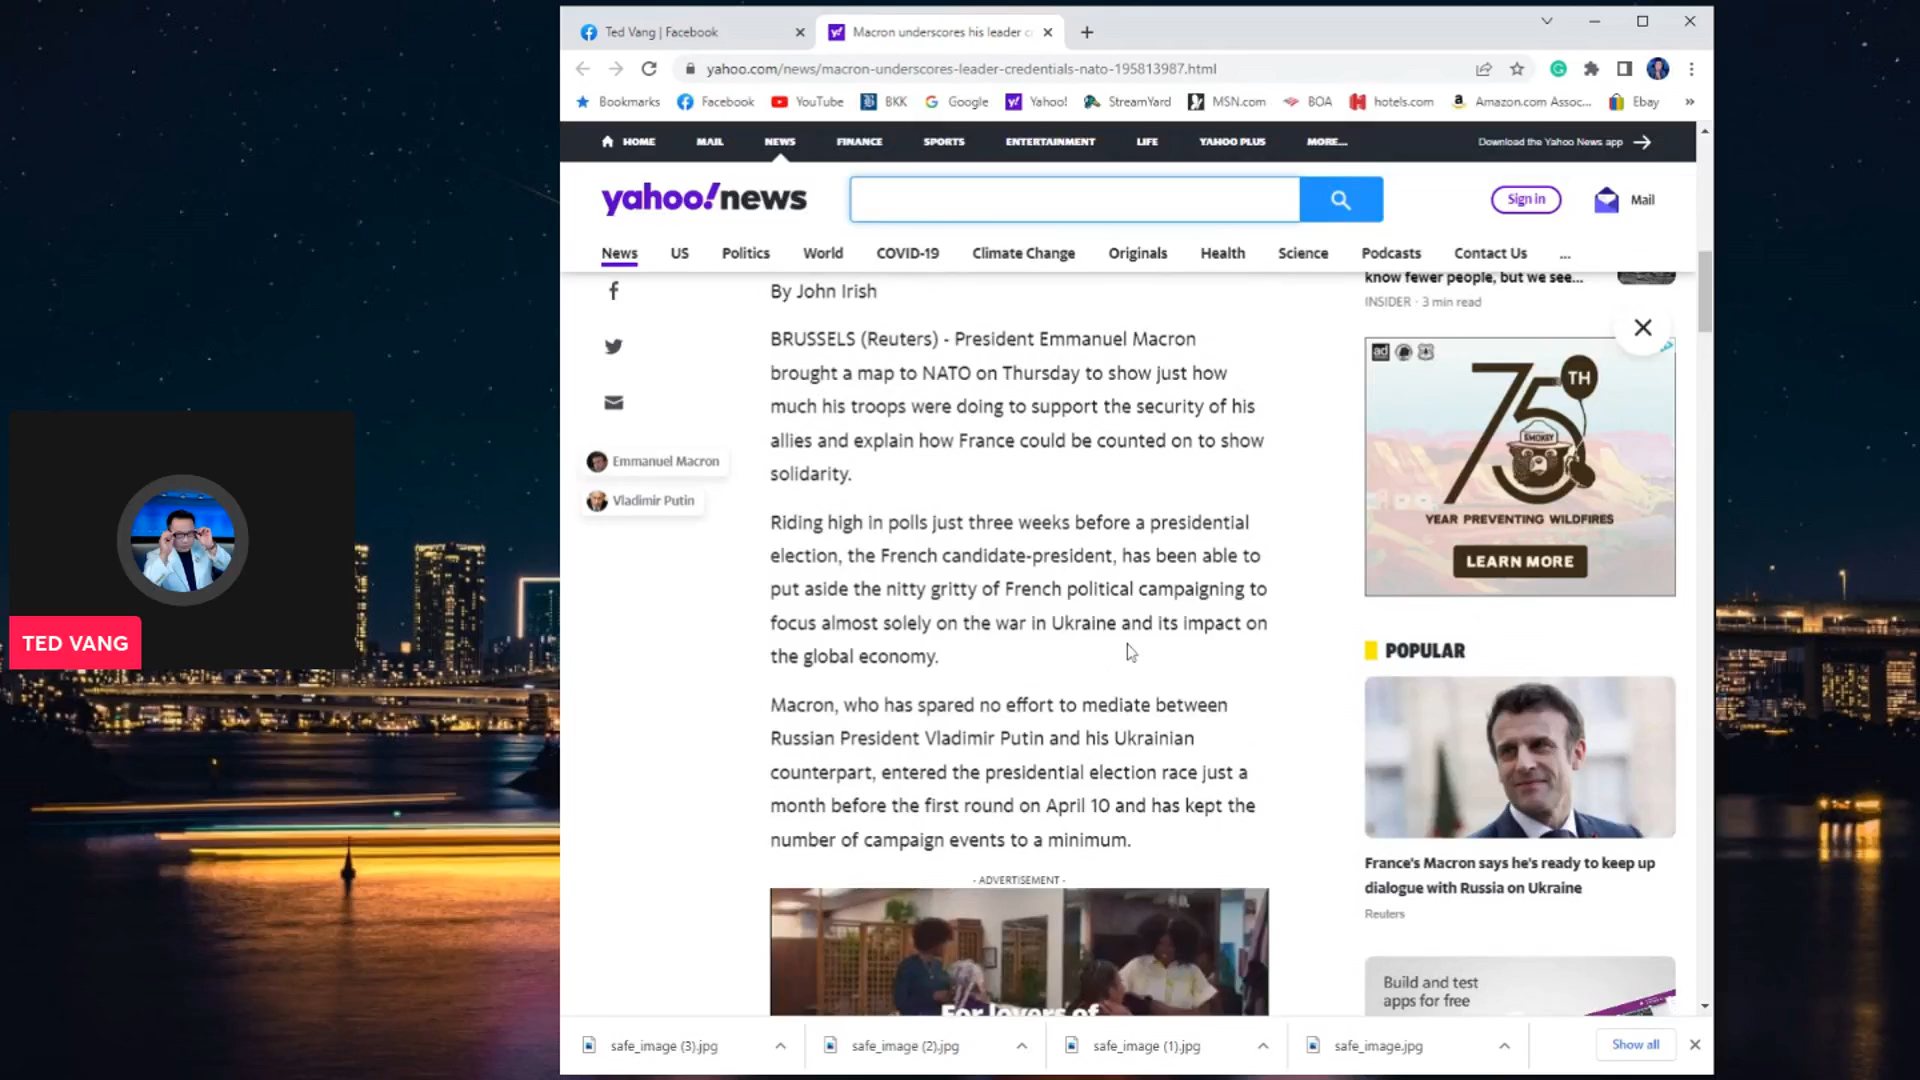 Ted Vang | Facebook
Macron underscores his leader c
yahoo.com/news/macron-underscores-leader-credentials-nato-195813987.html
Bookmarks Facebook YouTube BKK Google Yahoo! StreamYard MSN.com BOA hotels.com Amazon.com Assoc... Ebay »
HOME MAIL NEWS FINANCE SPORTS ENTERTAINMENT LIFE YAHOO PLUS MORE... Download the Yahoo News app
yahoo!news
Sign in Mail
News US Politics World COVID-19 Climate Change Originals Health Science Podcasts Contact Us ...
By John Irish
BRUSSELS (Reuters) - President Emmanuel Macron
brought a map to NATO on Thursday to show just how
much his troops were doing to support the security of his
allies and explain how France could be counted on to show
solidarity.
Riding high in polls just three weeks before a presidential
election, the French candidate-president, has been able to
put aside the nitty gritty of French political campaigning to
focus almost solely on the war in Ukraine and its impact on
the global economy.
Macron, who has spared no effort to mediate between
Russian President Vladimir Putin and his Ukrainian
counterpart, entered the presidential election race just a
month before the first round on April 10 and has kept the
number of campaign events to a minimum.
- ADVERTISEMENT -
For lovers of
Emmanuel Macron
Vladimir Putin
know fewer people, but we see...
INSIDER · 3 min read
ad
75TH
SMOKEY
YEAR PREVENTING WILDFIRES
LEARN MORE
POPULAR
France's Macron says he's ready to keep up
dialogue with Russia on Ukraine
Reuters
Build and test
apps for free
TED VANG
safe_image (3).jpg safe_image (2).jpg safe_image (1).jpg safe_image.jpg Show all